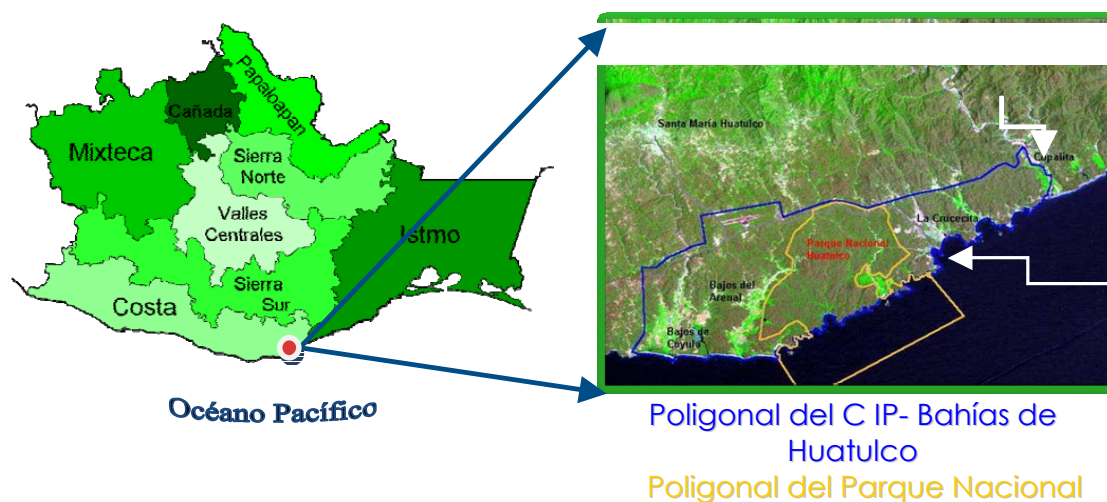 Papaloapan
Cañada
Mixteca
Sierra
Norte
Valles
Centrales
Istmo
Sierra
Sur
Costa
Océano Pacífico
Santa María Huatulco
Copalita
La Crucecita
Parque Nacional
Huatulco
Bajos del
Arenal
Bajos de
Coyula
Poligonal del C IP- Bahías de
Huatulco
Poligonal del Parque Nacional